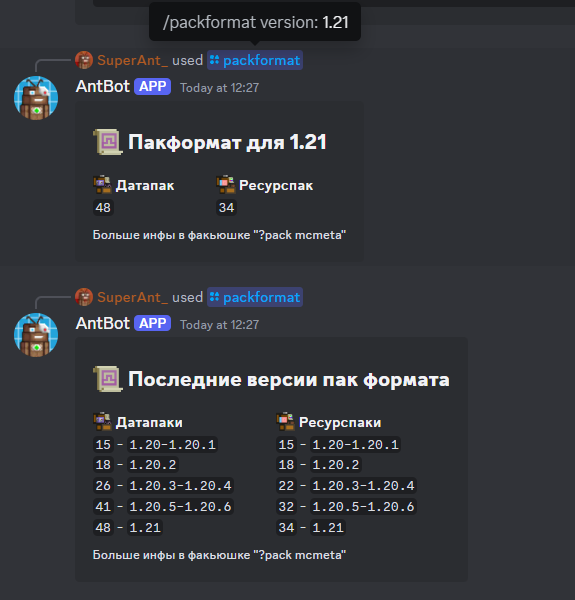 /packformat version: 1.21
SuperAnt_ used packformat
AntBot APP Today at 12:27
Пакформат для 1.21
Датапак Ресурспак
48 34
Больше инфы в факьюшке "?pack mcmeta"
SuperAnt_ used packformat
AntBot APP Today at 12:27
Последние версии пак формата
Датапаки Ресурспаки
15 - 1.20-1.20.1 15 - 1.20-1.20.1
18 - 1.20.2 18 - 1.20.2
26 - 1.20.3-1.20.4 22 - 1.20.3-1.20.4
41 - 1.20.5-1.20.6 32 - 1.20.5-1.20.6
48 - 1.21 34 - 1.21
Больше инфы в факьюшке "?pack mcmeta"